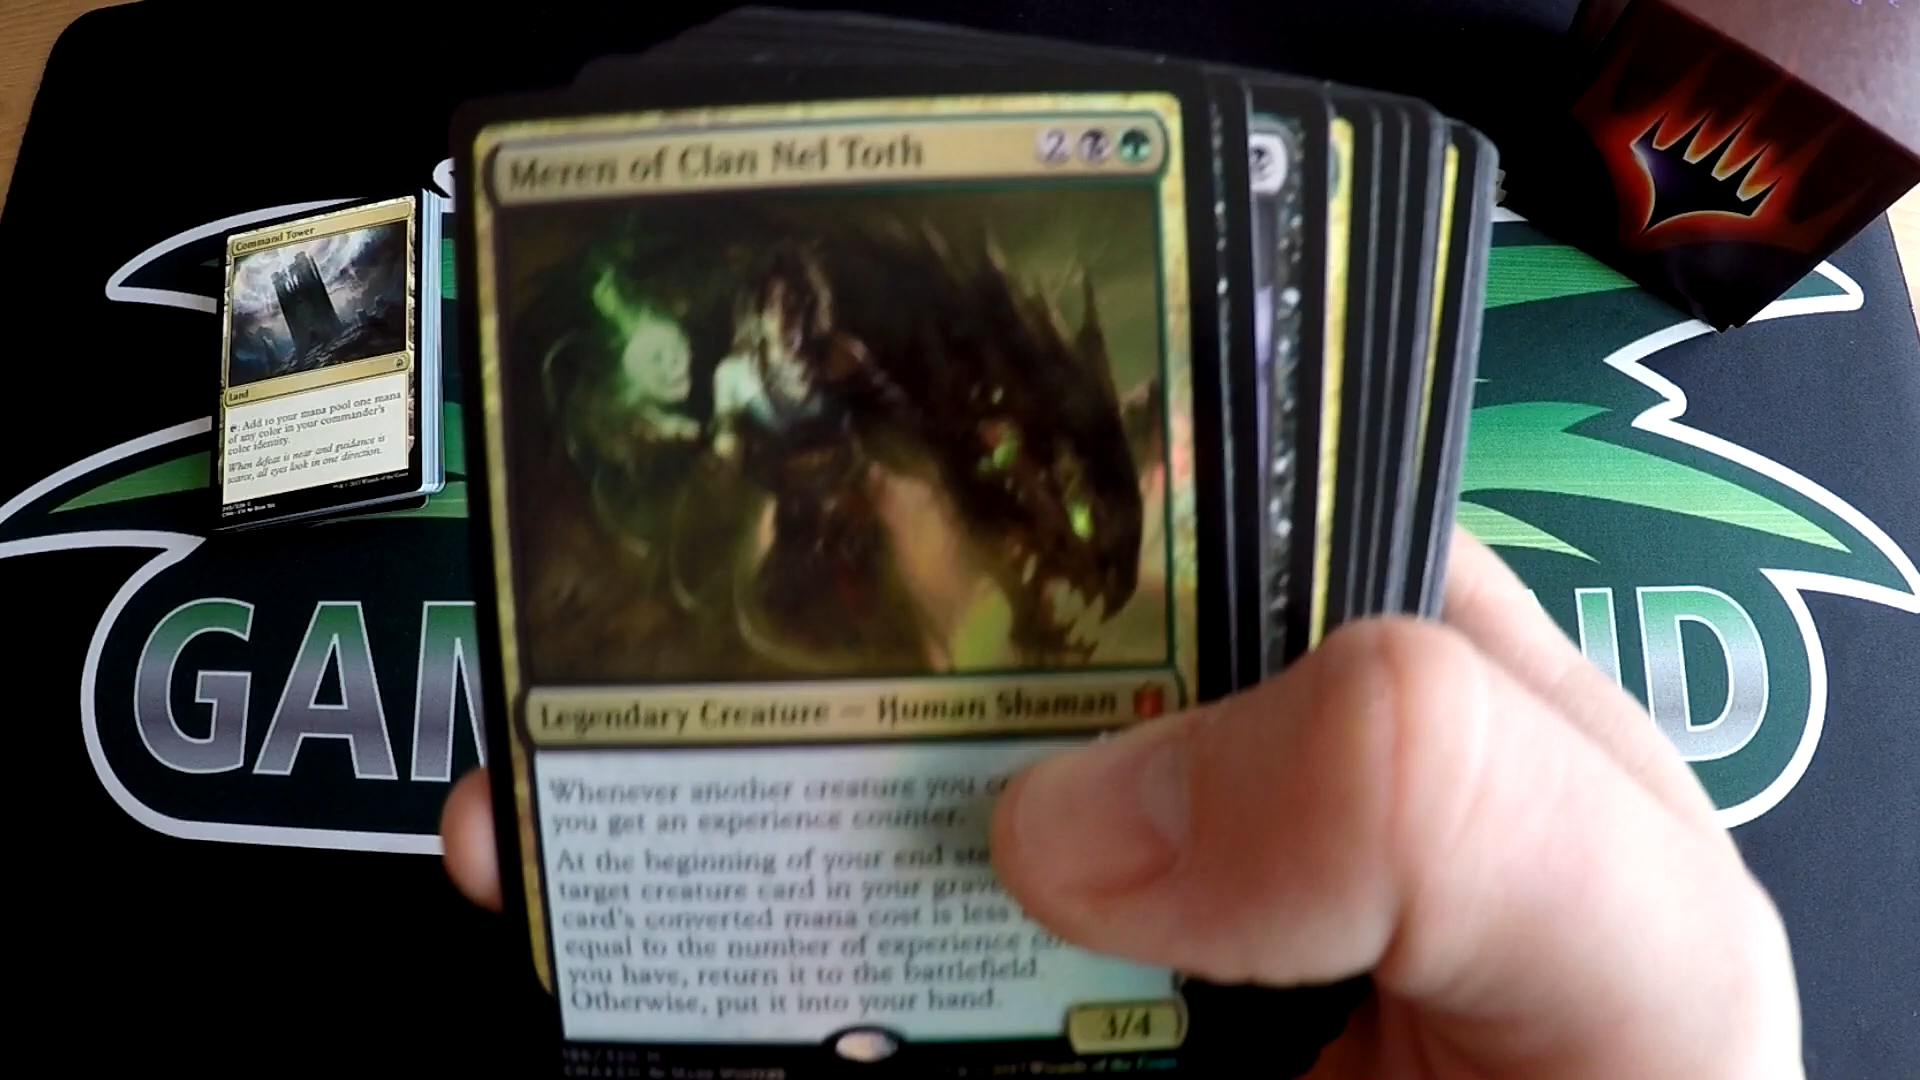 Meren of Clan Nel Toth
2
Legendary Creature — Human Shaman
Whenever another creature you
you get an experience counter.
At the beginning of your end
target creature card in your
card's converted mana cost is less
equal to the number of experience
you have, return it to the battlefield.
Otherwise, put it into your hand.
3/4
Command Tower
Land
: Add to your mana pool one mana
of any color in your commander's
color identity.
When defeat is near and guidance is
scarce, all eyes look in one direction.
GAM
ND